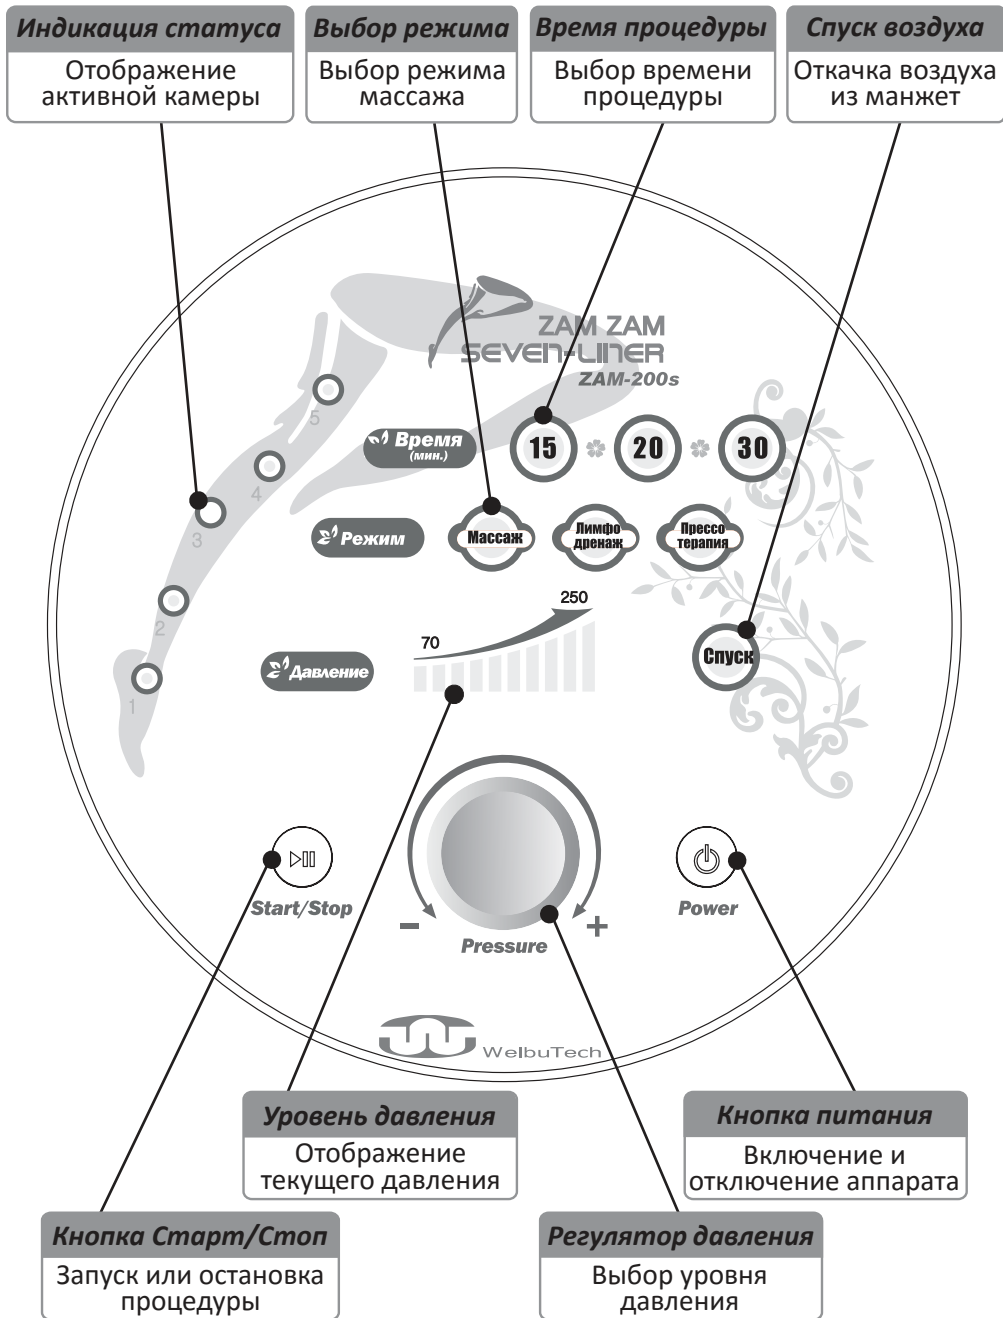 Индикация статуса
Отображение
активной камеры
Выбор режима
Выбор режима
массажа
Время процедуры
Выбор времени
процедуры
Спуск воздуха
Откачка воздуха
из манжет
ZAM ZAM
SEVEN-LINER
ZAM-200s
5
4
3
2
1
Время
(мин.)
15
20
30
Режим
Массаж
Лимфо
дренаж
Прессо
терапия
Давление
70
250
Спуск
Start/Stop
–
+
Pressure
Power
WelbuTech
Уровень давления
Отображение
текущего давления
Кнопка питания
Включение и
отключение аппарата
Кнопка Старт/Стоп
Запуск или остановка
процедуры
Регулятор давления
Выбор уровня
давления